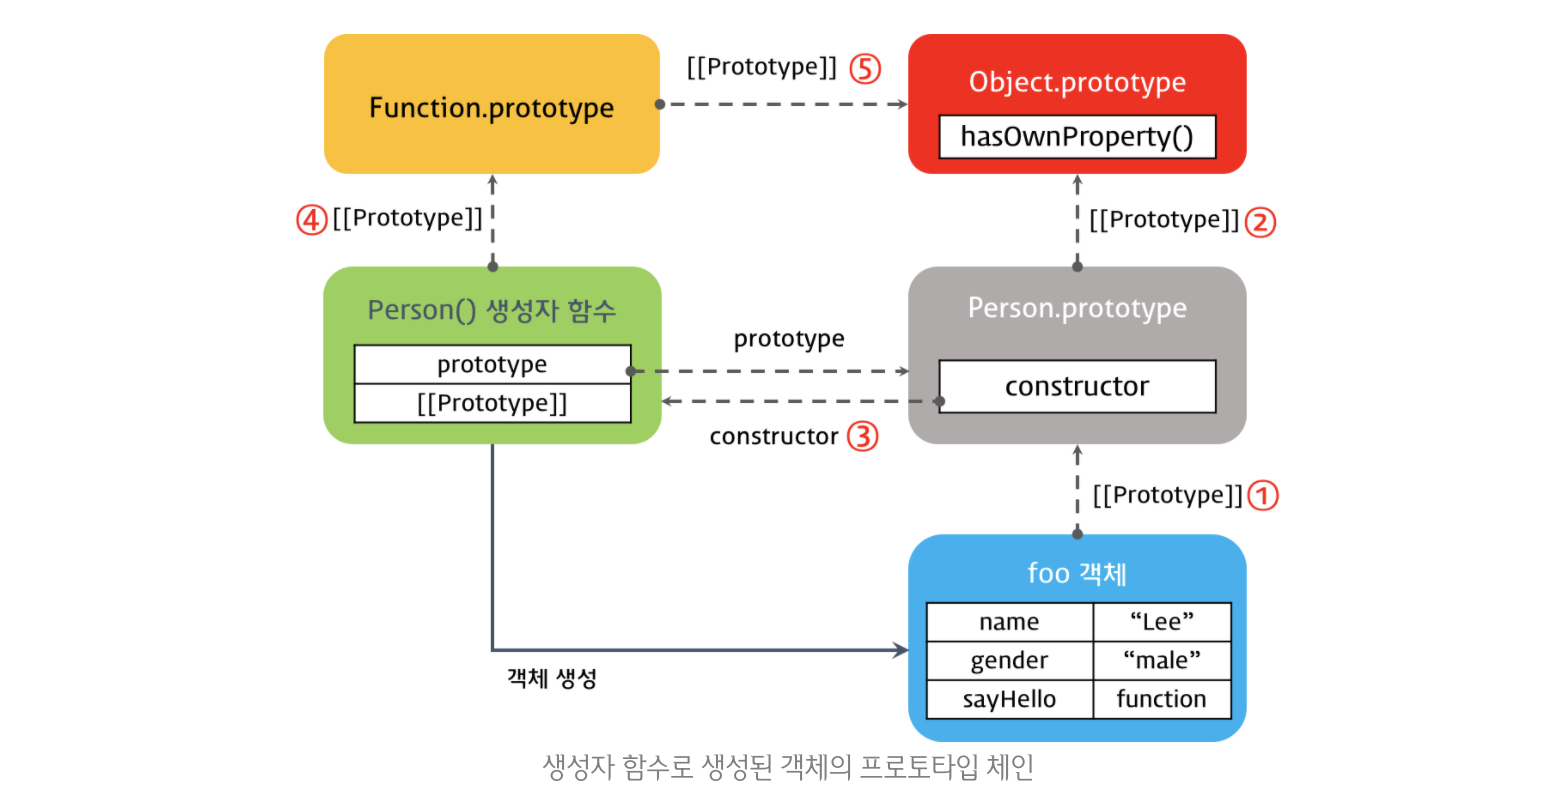 Function.prototype
[[Prototype]] ⑤
Object.prototype
hasOwnProperty()
④ [[Prototype]]
[[Prototype]] ②
Person() 생성자 함수
prototype
[[Prototype]]
prototype
constructor ③
Person.prototype
constructor
[[Prototype]] ①
객체 생성
foo 객체
name “Lee”
gender “male”
sayHello function
생성자 함수로 생성된 객체의 프로토타입 체인